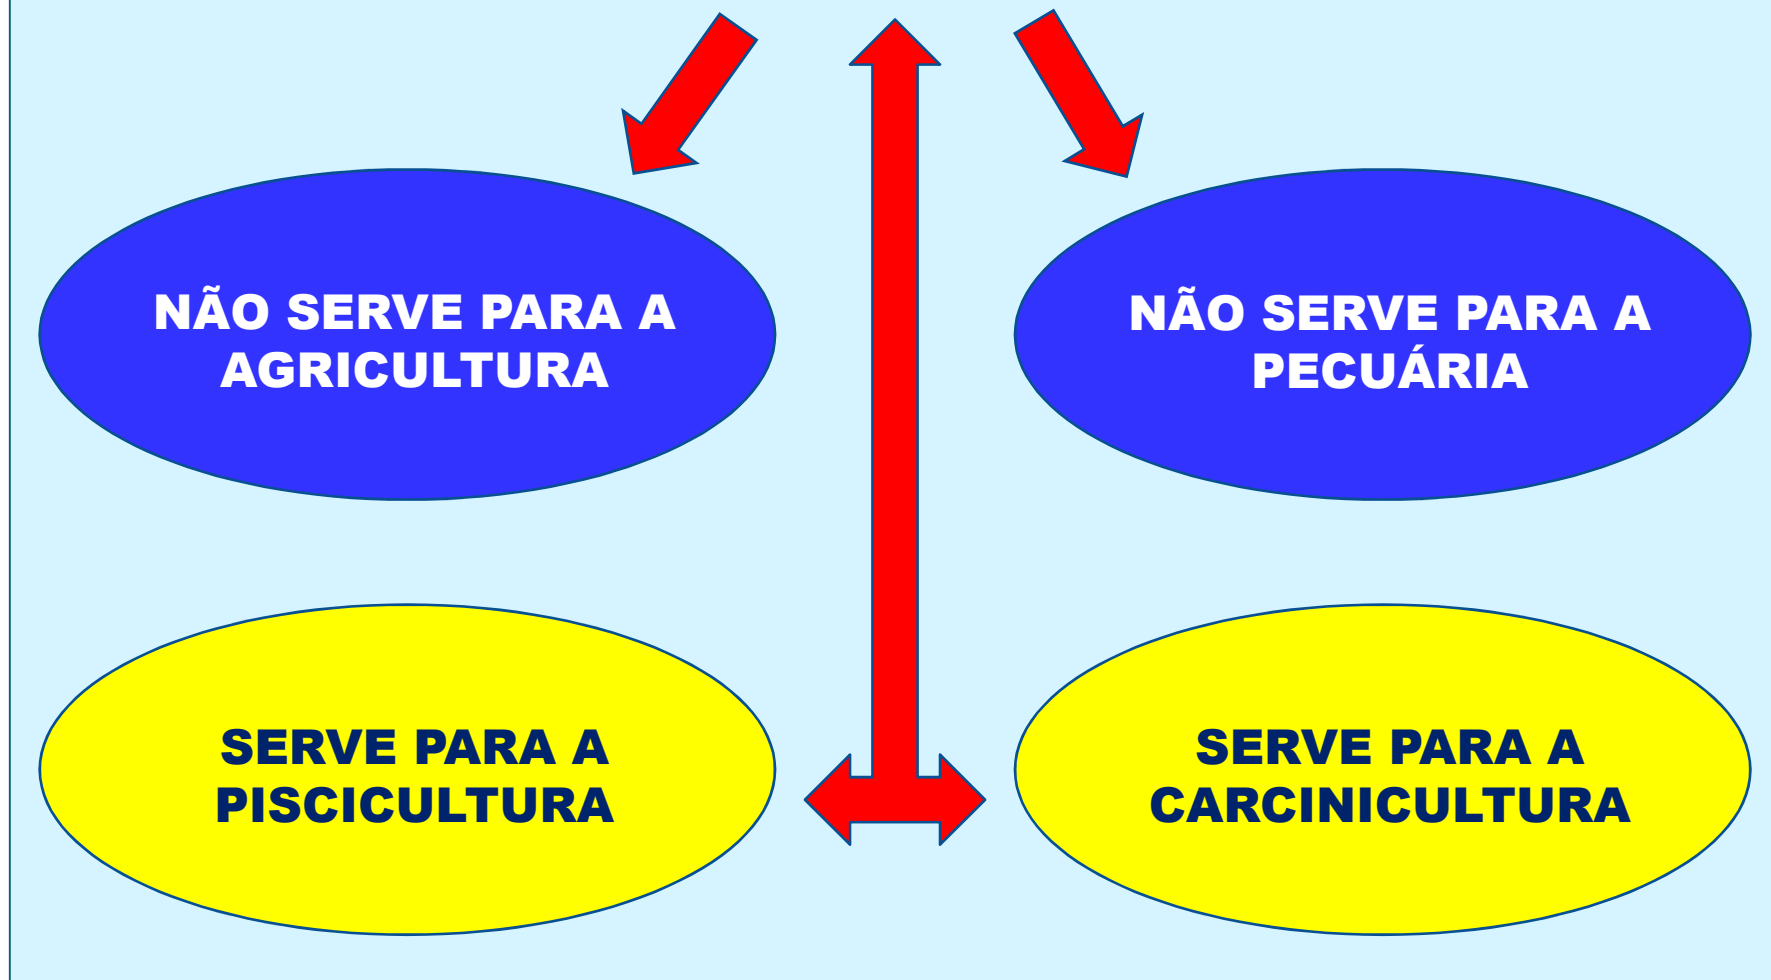 NÃO SERVE PARA A
AGRICULTURA
NÃO SERVE PARA A
PECUÁRIA
SERVE PARA A
PISCICULTURA
SERVE PARA A
CARCINICULTURA